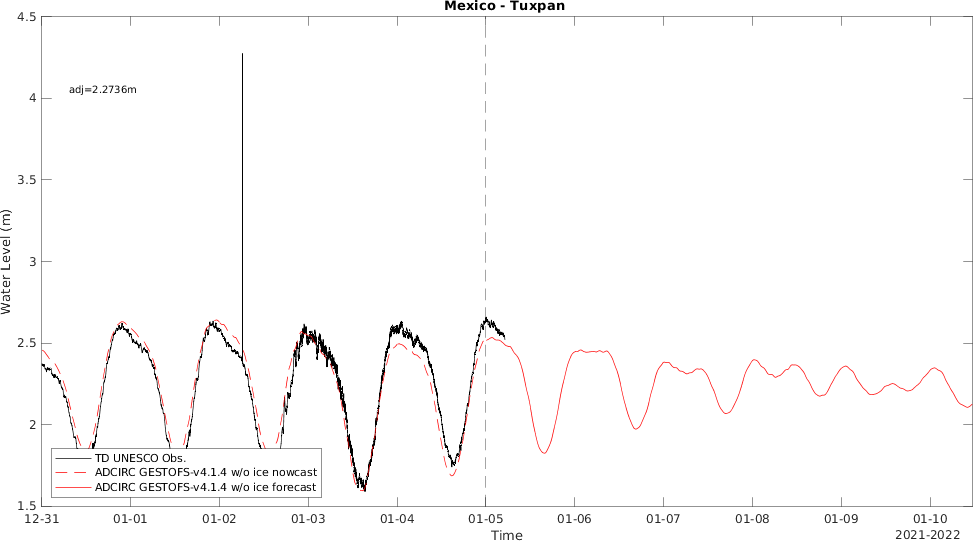 Mexico - Tuxpan
4.5
4
3.5
3
2.5
2
1.5
Water Level (m)
adj=2.2736m
TD UNESCO Obs.
ADCIRC GESTOFS-v4.1.4 w/o ice nowcast
ADCIRC GESTOFS-v4.1.4 w/o ice forecast
12-31 01-01 01-02 01-03 01-04 01-05 01-06 01-07 01-08 01-09 01-10
Time
2021-2022